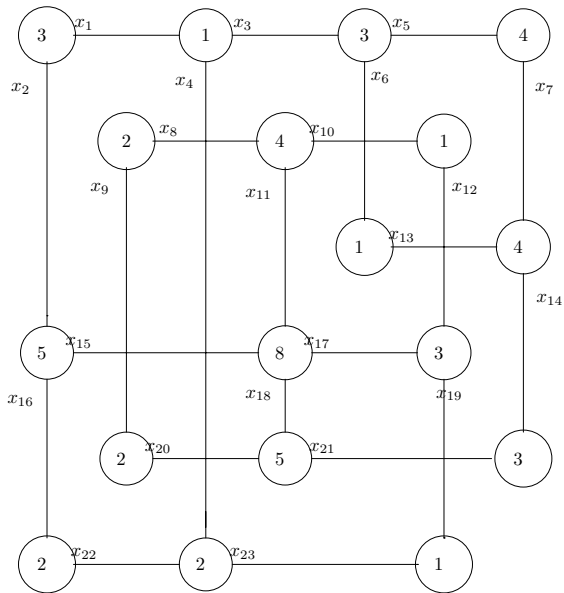 3 x₁ 1 x₃ 3 x₅ 4
x₂ x₄ x₆ x₇
2 x₈ 4 x₁₀ 1
x₉ x₁₁ x₁₂
1 x₁₃ 4
x₁₄
5 x₁₅ 8 x₁₇ 3
x₁₆ x₁₈ x₁₉
2 x₂₀ 5 x₂₁ 3
2 x₂₂ 2 x₂₃ 1